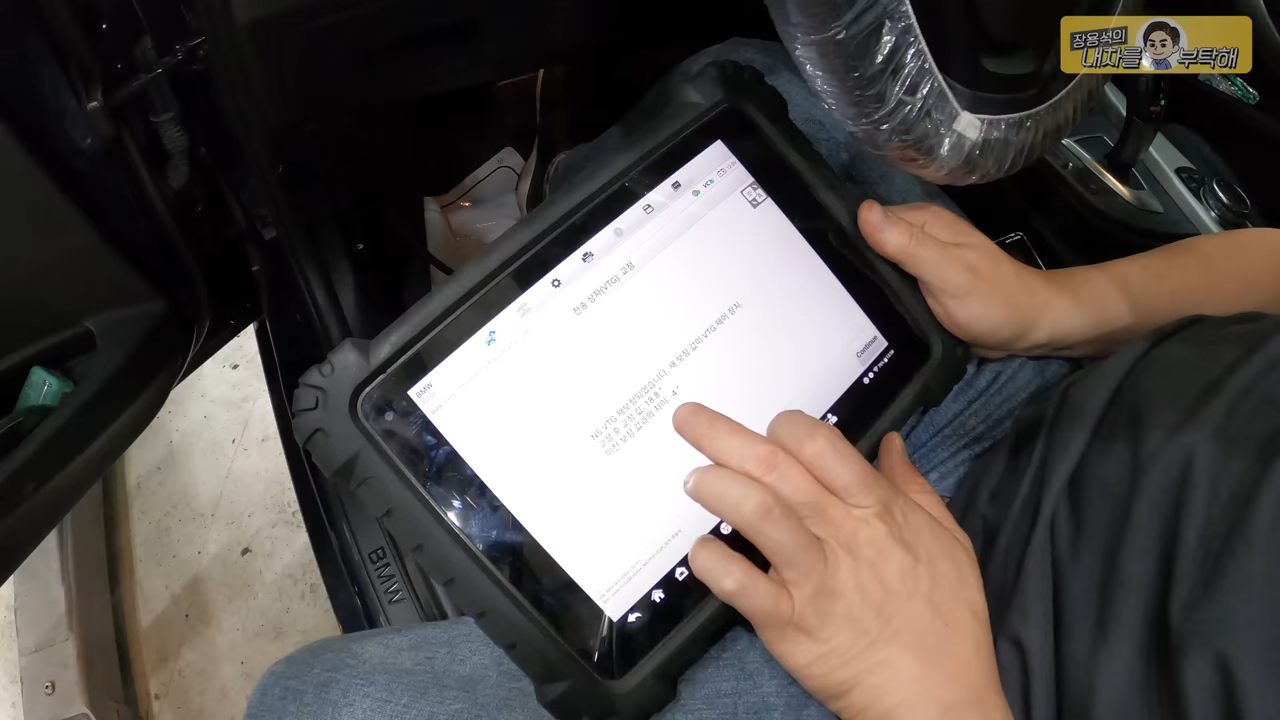 장용석의
내차를 부탁해
BMW
전송 상자(VTG): 교정
NS VTG 재보정되었습니다. 새 보정 값이 VTG 제어 장치.
교정 후 교정 값: 18.8 °
이전 보정 값과의 차이: -4 °
Continue
BMW